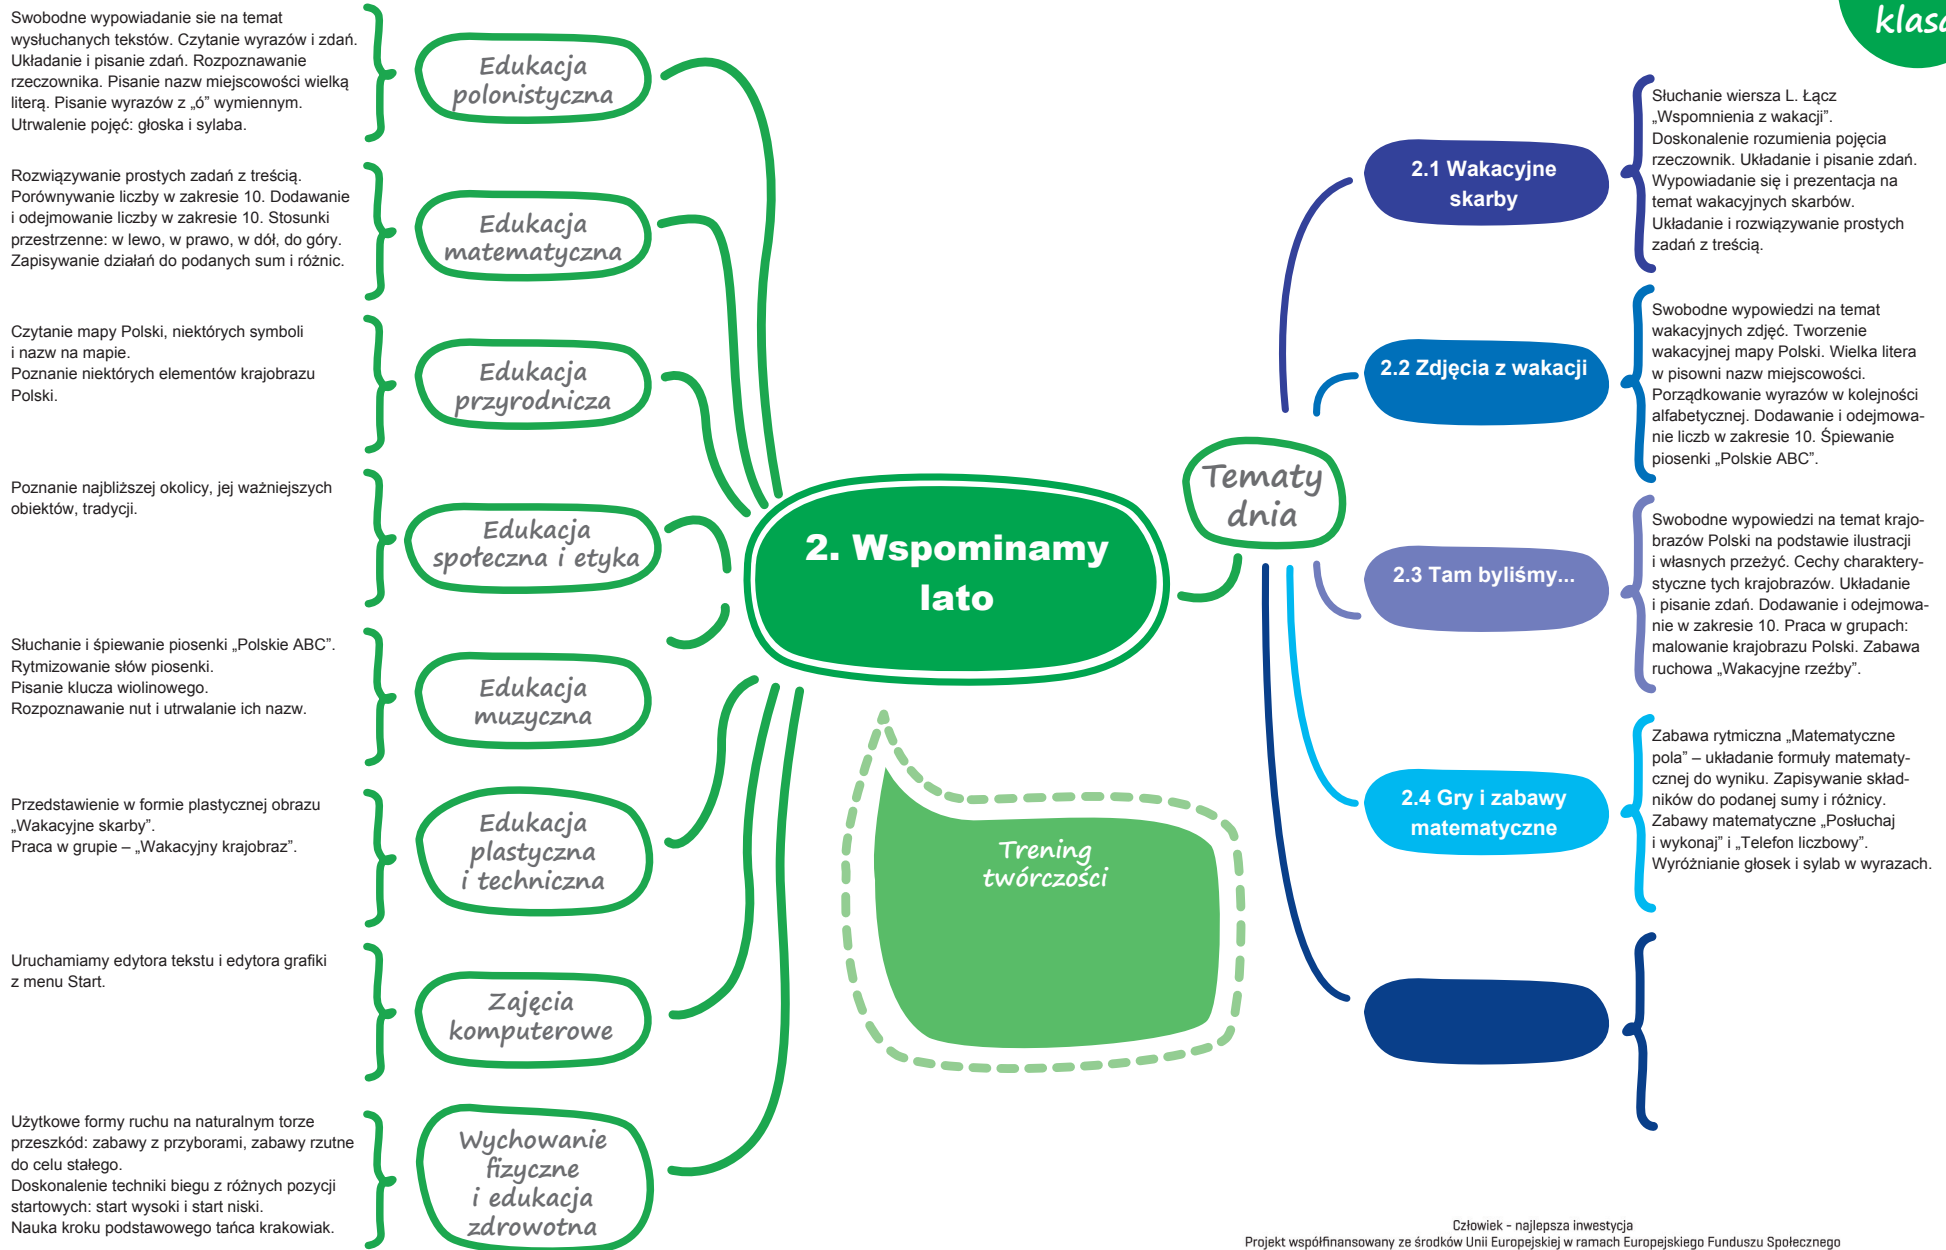 Swobodne wypowiadanie sie na temat
wysłuchanych tekstów. Czytanie wyrazów i zdań.
Układanie i pisanie zdań. Rozpoznawanie
rzeczownika. Pisanie nazw miejscowości wielką
literą. Pisanie wyrazów z „ó” wymiennym.
Utrwalenie pojęć: głoska i sylaba.
Edukacja
polonistyczna
Rozwiązywanie prostych zadań z treścią.
Porównywanie liczby w zakresie 10. Dodawanie
i odejmowanie liczby w zakresie 10. Stosunki
przestrzenne: w lewo, w prawo, w dół, do góry.
Zapisywanie działań do podanych sum i różnic.
Edukacja
matematyczna
Czytanie mapy Polski, niektórych symboli
i nazw na mapie.
Poznanie niektórych elementów krajobrazu
Polski.
Edukacja
przyrodnicza
Poznanie najbliższej okolicy, jej ważniejszych
obiektów, tradycji.
Edukacja
społeczna i etyka
Słuchanie i śpiewanie piosenki „Polskie ABC”.
Rytmizowanie słów piosenki.
Pisanie klucza wiolinowego.
Rozpoznawanie nut i utrwalanie ich nazw.
Edukacja
muzyczna
Przedstawienie w formie plastycznej obrazu
„Wakacyjne skarby”.
Praca w grupie – „Wakacyjny krajobraz”.
Edukacja
plastyczna
i techniczna
Uruchamiamy edytora tekstu i edytora grafiki
z menu Start.
Zajęcia
komputerowe
Użytkowe formy ruchu na naturalnym torze
przeszkód: zabawy z przyborami, zabawy rzutne
do celu stałego.
Doskonalenie techniki biegu z różnych pozycji
startowych: start wysoki i start niski.
Nauka kroku podstawowego tańca krakowiak.
Wychowanie
fizyczne
i edukacja
zdrowotna
2. Wspominamy
lato
Trening
twórczości
Tematy
dnia
klasa
2.1 Wakacyjne
skarby
Słuchanie wiersza L. Łącz
„Wspomnienia z wakacji”.
Doskonalenie rozumienia pojęcia
rzeczownik. Układanie i pisanie zdań.
Wypowiadanie się i prezentacja na
temat wakacyjnych skarbów.
Układanie i rozwiązywanie prostych
zadań z treścią.
2.2 Zdjęcia z wakacji
Swobodne wypowiedzi na temat
wakacyjnych zdjęć. Tworzenie
wakacyjnej mapy Polski. Wielka litera
w pisowni nazw miejscowości.
Porządkowanie wyrazów w kolejności
alfabetycznej. Dodawanie i odejmowa-
nie liczb w zakresie 10. Śpiewanie
piosenki „Polskie ABC”.
2.3 Tam byliśmy...
Swobodne wypowiedzi na temat krajo-
brazów Polski na podstawie ilustracji
i własnych przeżyć. Cechy charaktery-
styczne tych krajobrazów. Układanie
i pisanie zdań. Dodawanie i odejmowa-
nie w zakresie 10. Praca w grupach:
malowanie krajobrazu Polski. Zabawa
ruchowa „Wakacyjne rzeźby”.
2.4 Gry i zabawy
matematyczne
Zabawa rytmiczna „Matematyczne
pola” – układanie formuły matematy-
cznej do wyniku. Zapisywanie skład-
ników do podanej sumy i różnicy.
Zabawy matematyczne „Posłuchaj
i wykonaj” i „Telefon liczbowy”.
Wyróżnianie głosek i sylab w wyrazach.
Człowiek - najlepsza inwestycja
Projekt współfinansowany ze środków Unii Europejskiej w ramach Europejskiego Funduszu Społecznego